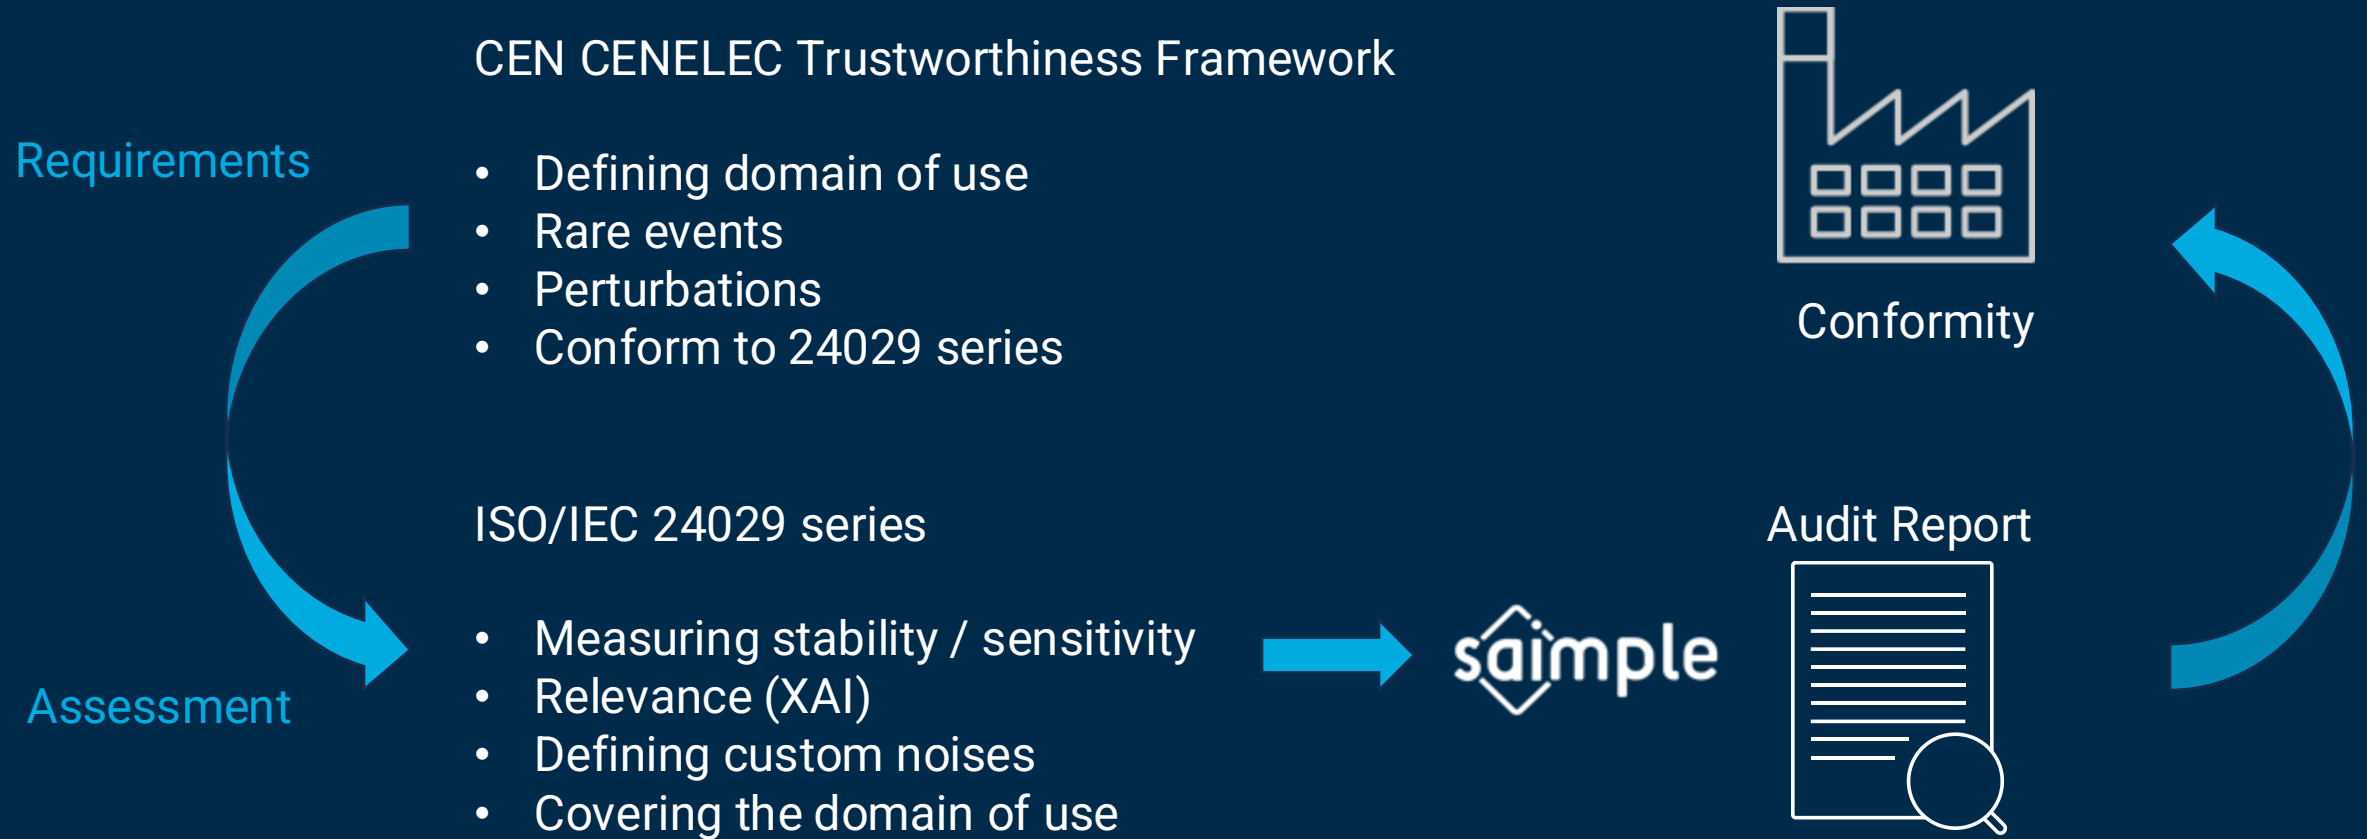 CEN CENELEC Trustworthiness Framework
Requirements
• Defining domain of use
• Rare events
• Perturbations
• Conform to 24029 series
Conformity
ISO/IEC 24029 series
Assessment
• Measuring stability / sensitivity
• Relevance (XAI)
• Defining custom noises
• Covering the domain of use
saimple
Audit Report